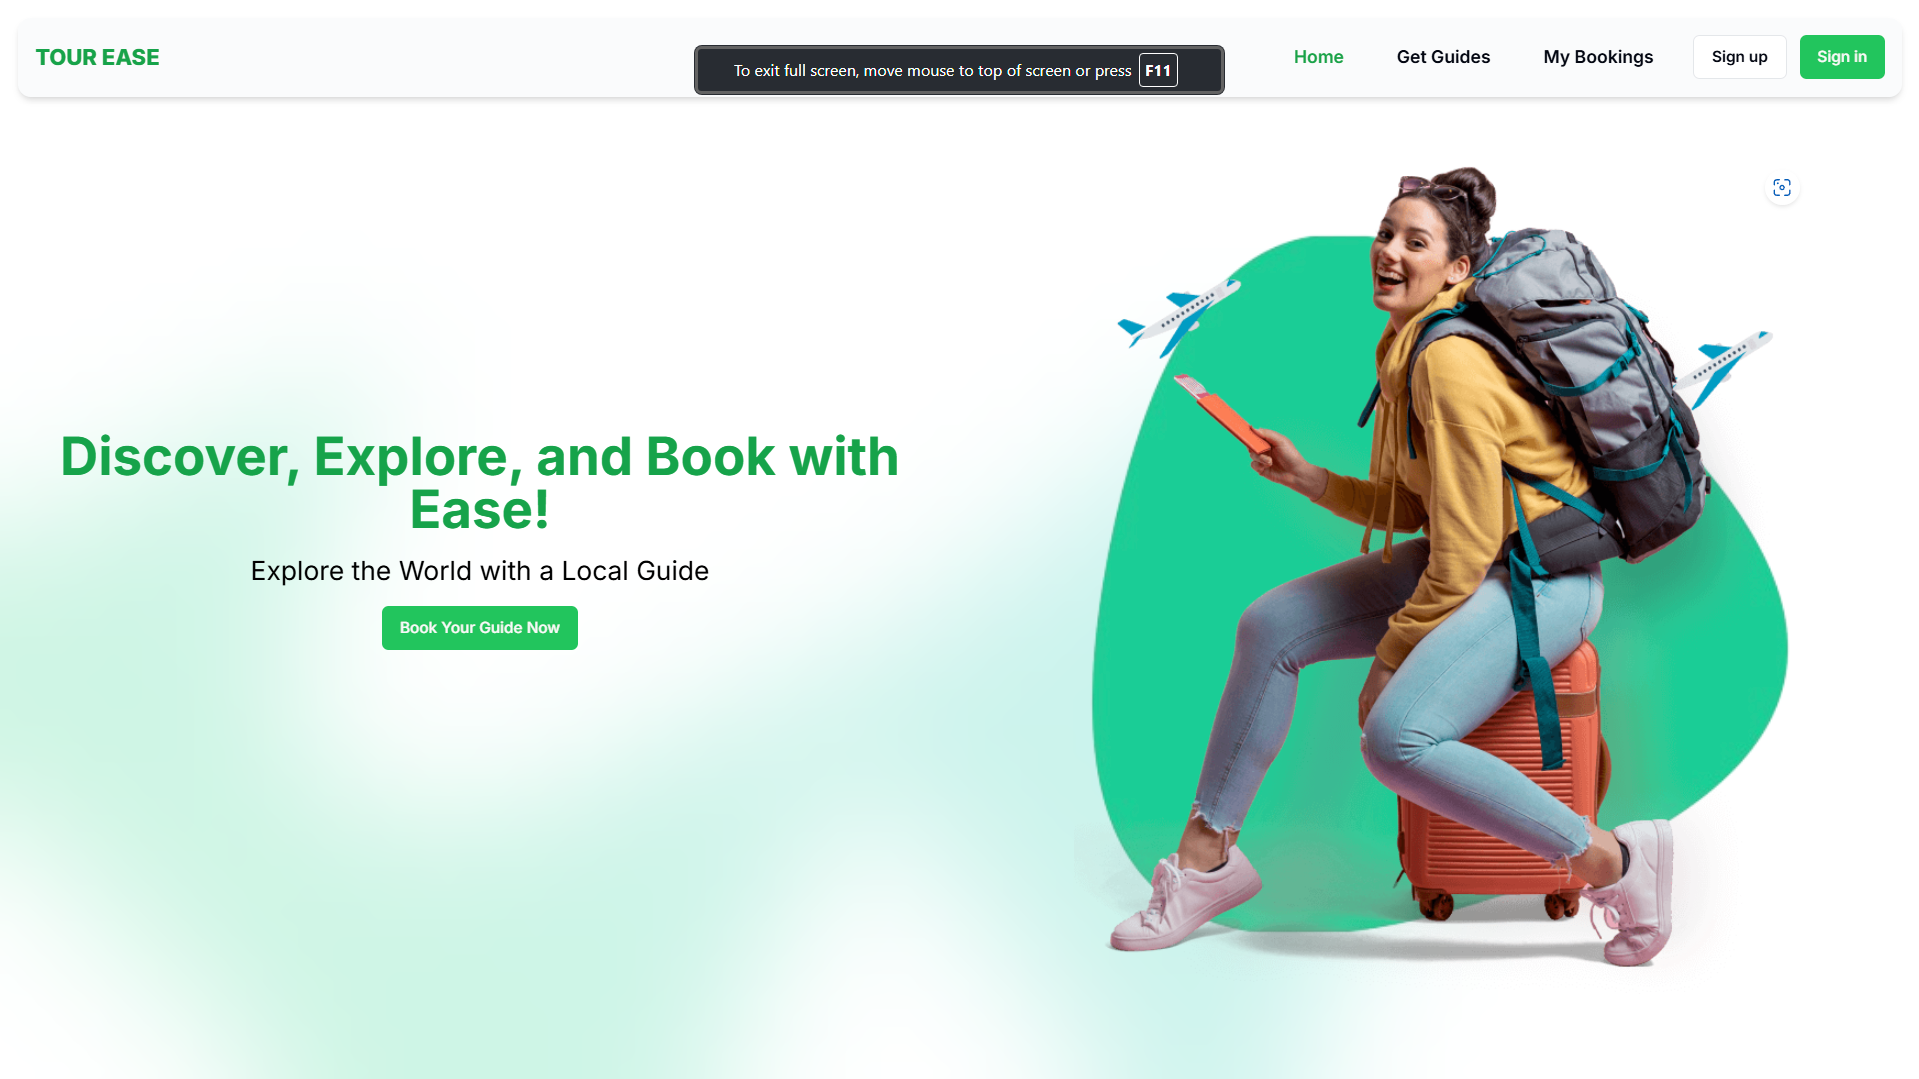 TOUR EASE
To exit full screen, move mouse to top of screen or press F11
Home
Get Guides
My Bookings
Sign up
Sign in
Discover, Explore, and Book with
Ease!
Explore the World with a Local Guide
Book Your Guide Now